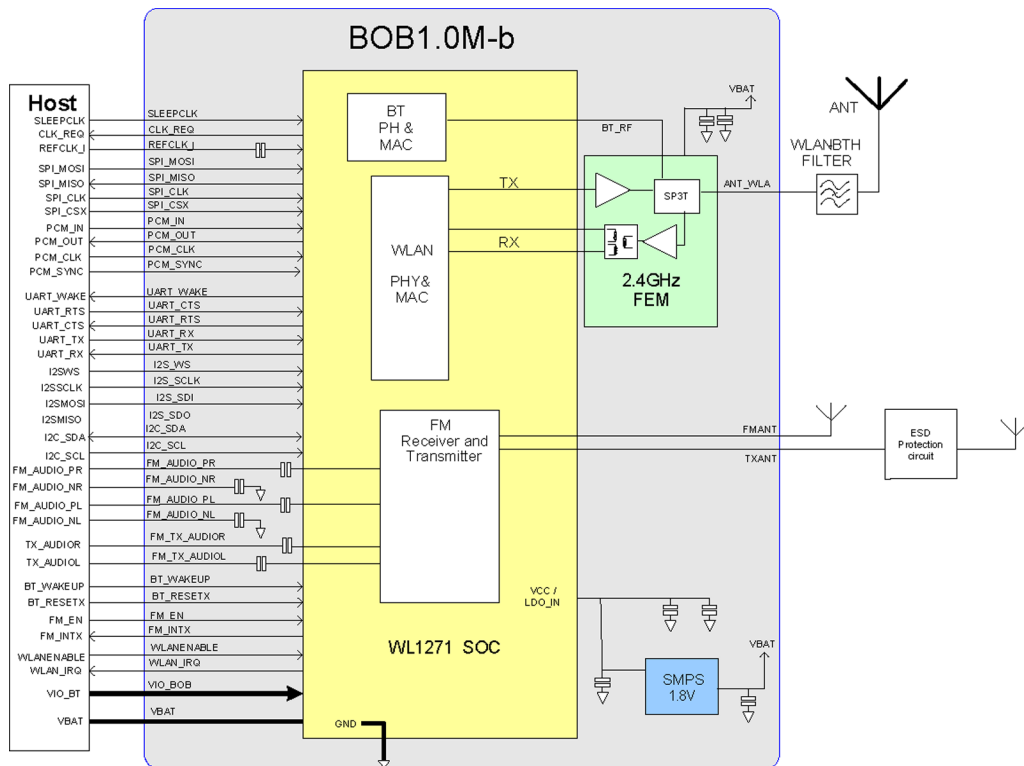 BOB1.0M-b
Host
SLEEPCLK
CLK_REQ
REFCLK_I
SPI_MOSI
SPI_MISO
SPI_CLK
SPI_CSX
PCM_IN
PCM_OUT
PCM_CLK
PCM_SYNC
UART_WAKE
UART_RTS
UART_CTS
UART_TX
UART_RX
I2SWS
I2SSCLK
I2SMOSI
I2SMISO
I2C_SDA
I2C_SCL
FM_AUDIO_PR
FM_AUDIO_NR
FM_AUDIO_PL
FM_AUDIO_NL
TX_AUDIOR
TX_AUDIOL
BT_WAKEUP
BT_RESETX
FM_EN
FM_INTX
WLANENABLE
WLAN_IRQ
VIO_BT
VBAT
SLEEPCLK
CLK_REQ
REFCLK_I
SPI_MOSI
SPI_MISO
SPI_CLK
SPI_CSX
PCM_IN
PCM_OUT
PCM_CLK
PCM_SYNC
UART_WAKE
UART_CTS
UART_RTS
UART_RX
UART_TX
I2S_WS
I2S_SCLK
I2S_SDI
I2S_SDO
I2C_SDA
I2C_SCL
FM_AUDIO_PR
FM_AUDIO_NR
FM_AUDIO_PL
FM_AUDIO_NL
FM_TX_AUDIOR
FM_TX_AUDIOL
BT_WAKEUP
BT_RESETX
FM_EN
FM_INTX
WLANENABLE
WLAN_IRQ
VIO_BOB
VBAT
BT
PH &
MAC
WLAN
PHY&
MAC
FM
Receiver and
Transmitter
VCC /
LDO_IN
WL1271 SOC
GND
BT_RF
TX
RX
VBAT
SP3T
2.4GHz
FEM
ANT_WLA
ANT
WLANBTH
FILTER
FMANT
TXANT
ESD
Protection
circuit
VBAT
SMPS
1.8V